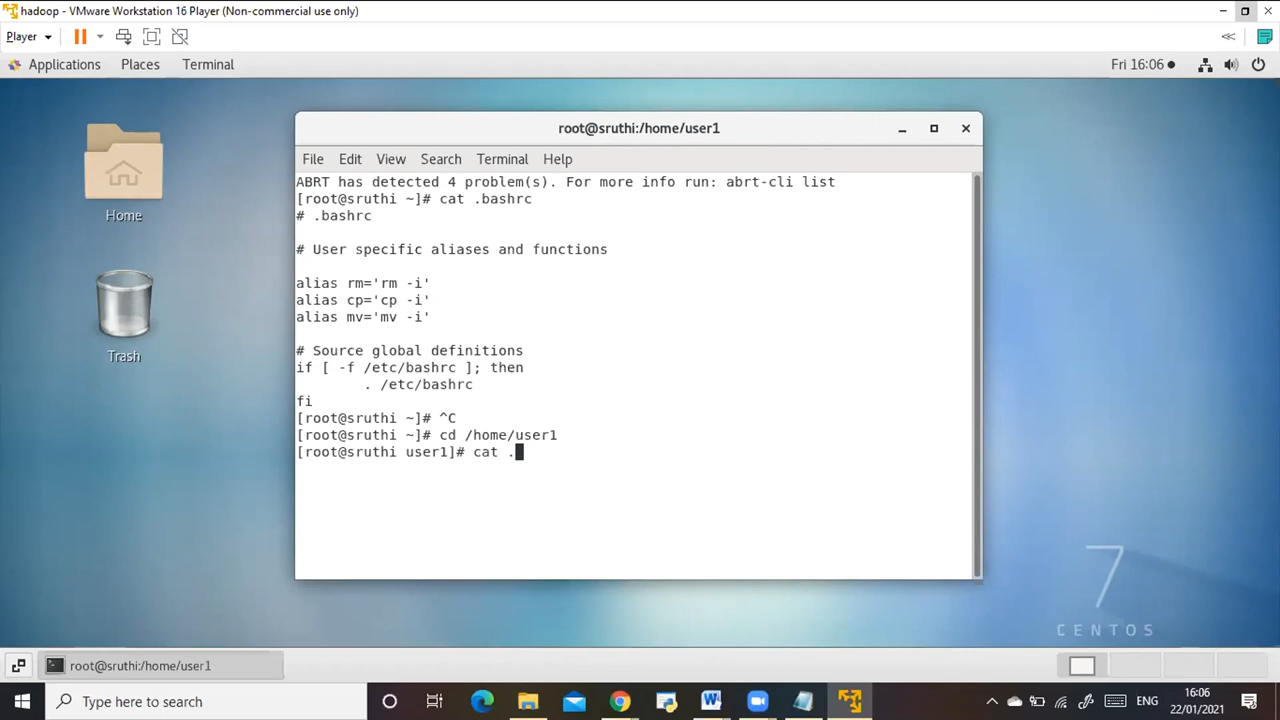 hadoop - VMware Workstation 16 Player (Non-commercial use only)
Player
Applications Places Terminal Fri 16:06
Home
Trash
root@sruthi:/home/user1
File Edit View Search Terminal Help
ABRT has detected 4 problem(s). For more info run: abrt-cli list
[root@sruthi ~]# cat .bashrc
# .bashrc
# User specific aliases and functions
alias rm='rm -i'
alias cp='cp -i'
alias mv='mv -i'
# Source global definitions
if [ -f /etc/bashrc ]; then
        . /etc/bashrc
fi
[root@sruthi ~]# ^C
[root@sruthi ~]# cd /home/user1
[root@sruthi user1]# cat .
7
CENTOS
root@sruthi:/home/user1
Type here to search
ENG
16:06
22/01/2021